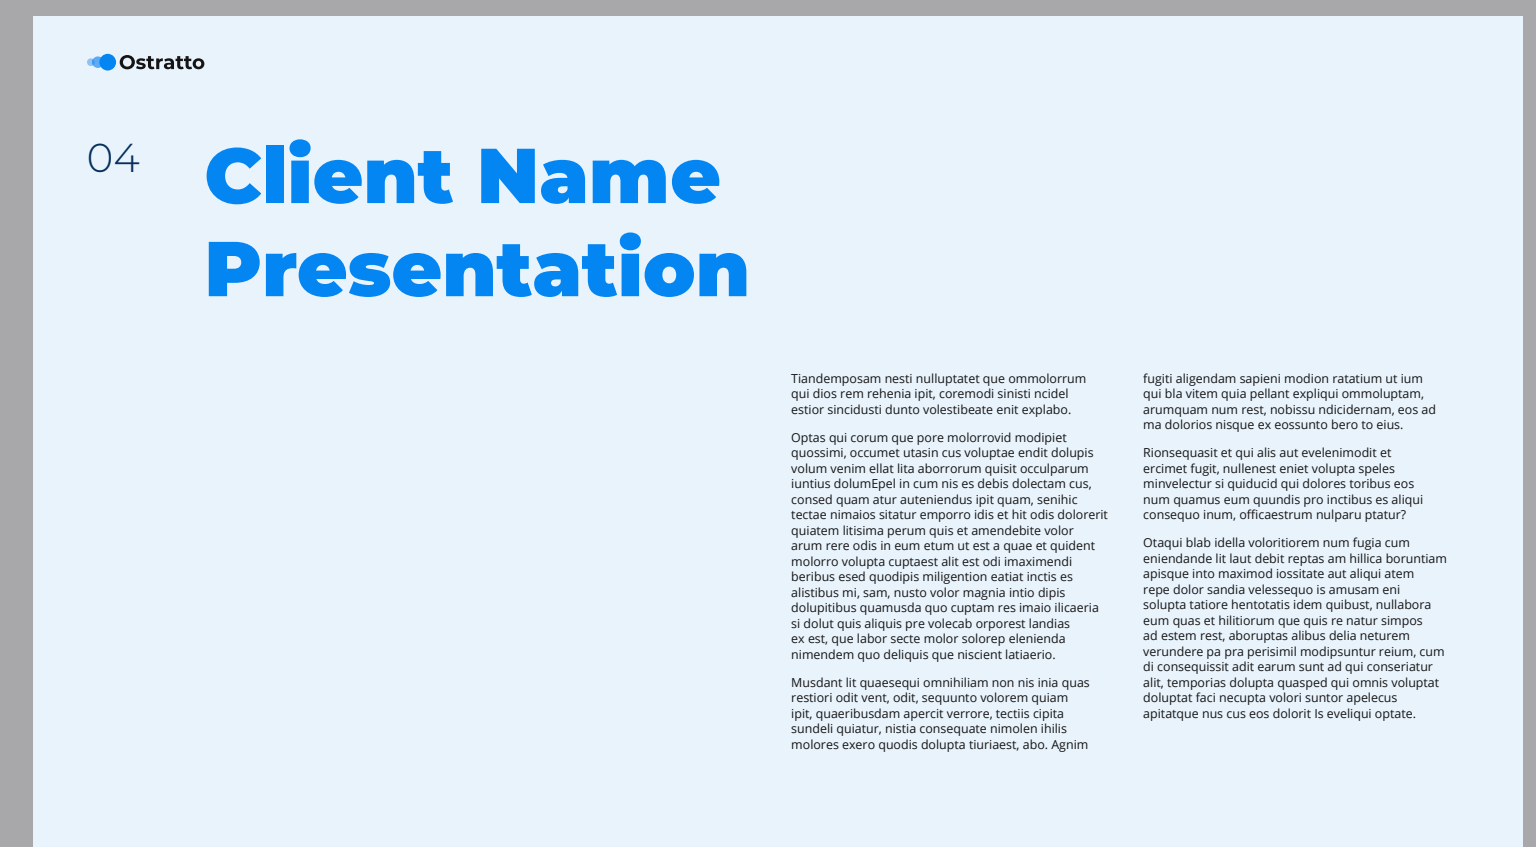 Ostratto
04
Client Name
Presentation
Tiandemposam nesti nulluptatet que ommolorrum
qui dios rem rehenia ipit, coremodi sinisti ncidel
estior sincidusti dunto volestibeate enit explabo.
Optas qui corum que pore molorrovid modipiet
quossimi, occumet utasin cus voluptae endit dolupis
volum venim ellat lita aborrorum quisit occulparum
iuntius dolumEpel in cum nis es debis dolectam cus,
consed quam atur auteniendus ipit quam, senihic
tectae nimaios sitatur emporro idis et hit odis dolorerit
quiatem litisima perum quis et amendebite volor
arum rere odis in eum etum ut est a quae et quident
molorro volupta cuptaest alit est odi imaximendi
beribus esed quodipis miligention eatiat inctis es
alistibus mi, sam, nusto volor magnia intio dipis
dolupitibus quamusda quo cuptam res imaio ilicaeria
si dolut quis aliquis pre volecab orporest landias
ex est, que labor secte molor solorep elenienda
nimendem quo deliquis que niscient latiaerio.
Musdant lit quaesequi omnihiliam non nis inia quas
restiori odit vent, odit, sequunto volorem quiam
ipit, quaeribusdam apercit verrore, tectiis cipita
sundeli quiatur, nistia consequate nimolen ihilis
molores exero quodis dolupta tiuriaest, abo. Agnim
fugiti aligendam sapieni modion ratatium ut ium
qui bla vitem quia pellant expliqui ommoluptam,
arumquam num rest, nobissu ndicidernam, eos ad
ma dolorios nisque ex eossunto bero to eius.
Rionsequasit et qui alis aut evelenimodit et
ercimet fugit, nullenest eniet volupta speles
minvelectur si quiducid qui dolores toribus eos
num quamus eum quundis pro inctibus es aliqui
consequo inum, officaestrum nulparu ptatur?
Otaqui blab idella voloritiorem num fugia cum
eniendande lit laut debit reptas am hillica boruntiam
apisque into maximod iossitate aut aliqui atem
repe dolor sandia velessequo is amusam eni
solupta tatiore hentotatis idem quibust, nullabora
eum quas et hilitiorum que quis re natur simpos
ad estem rest, aboruptas alibus delia neturem
verundere pa pra perisimil modipsuntur reium, cum
di consequissit adit earum sunt ad qui conseriatur
alit, temporias dolupta quasped qui omnis voluptat
doluptat faci necupta volori suntor apelecus
apitatque nus cus eos dolorit Is eveliqui optate.